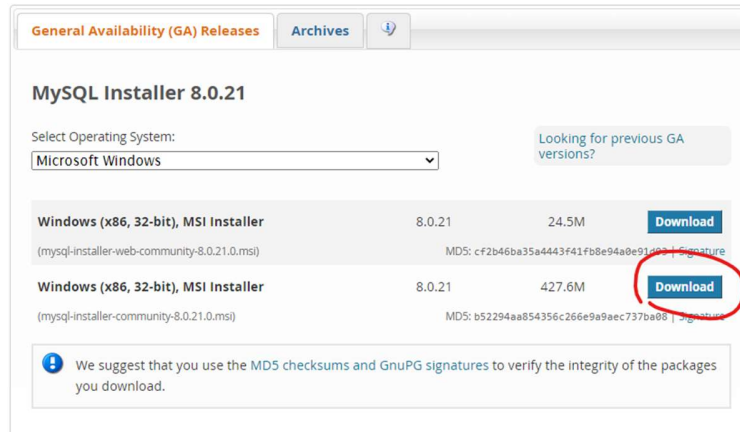 General Availability (GA) Releases
Archives
MySQL Installer 8.0.21
Select Operating System:
Microsoft Windows
Looking for previous GA
versions?
Windows (x86, 32-bit), MSI Installer 8.0.21 24.5M Download
(mysql-installer-web-community-8.0.21.0.msi) MD5: cf2b46ba35a4443f41fb8e94a0e91d93 | Signature
Windows (x86, 32-bit), MSI Installer 8.0.21 427.6M Download
(mysql-installer-community-8.0.21.0.msi) MD5: b52294aa854356c266e9a9aec737ba08 | Signature
We suggest that you use the MD5 checksums and GnuPG signatures to verify the integrity of the packages
you download.